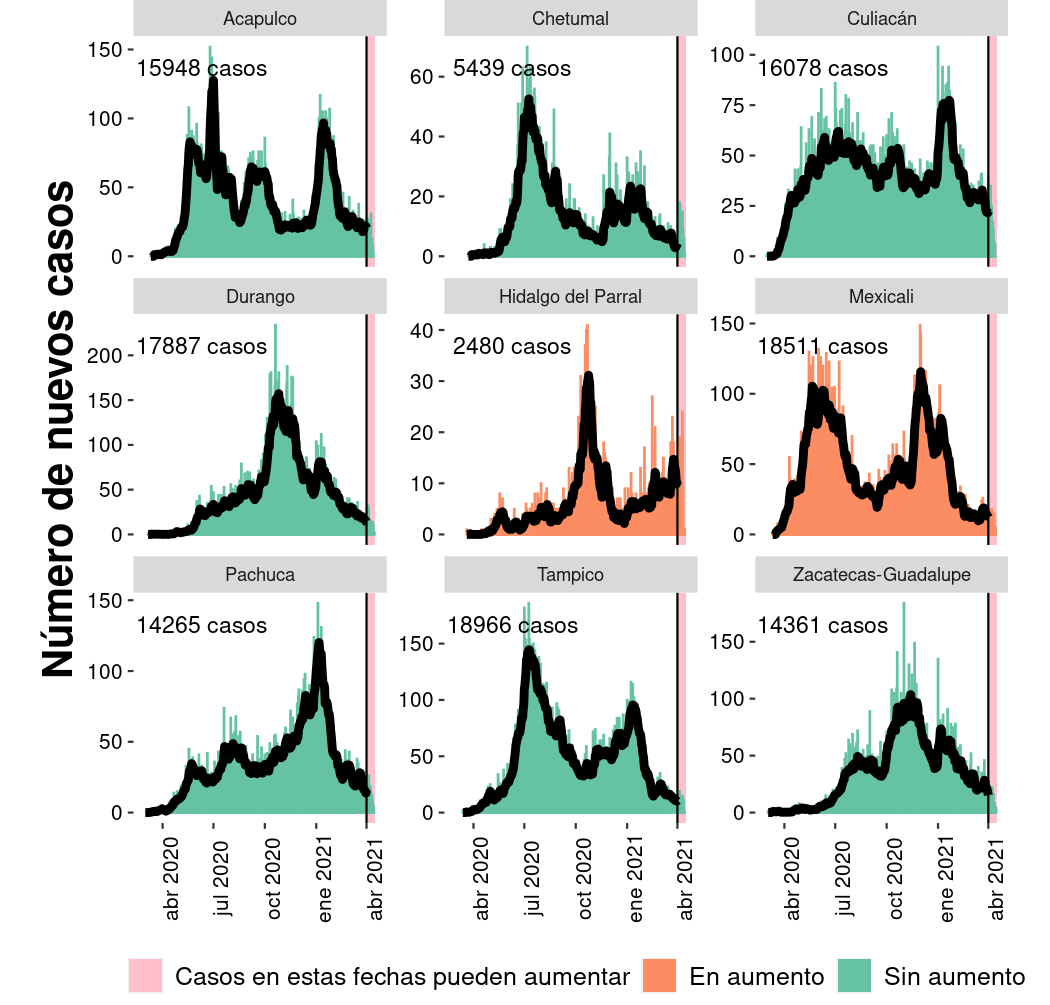 Número de nuevos casos
Acapulco
150
100
50
0
15948 casos
Chetumal
60
40
20
0
5439 casos
Culiacán
100
75
50
25
0
16078 casos
Durango
200
150
100
50
0
17887 casos
Hidalgo del Parral
40
30
20
10
0
2480 casos
Mexicali
150
100
50
0
18511 casos
Pachuca
150
100
50
0
14265 casos
Tampico
150
100
50
0
18966 casos
Zacatecas-Guadalupe
150
100
50
0
14361 casos
abr 2020
jul 2020
oct 2020
ene 2021
abr 2021
abr 2020
jul 2020
oct 2020
ene 2021
abr 2021
abr 2020
jul 2020
oct 2020
ene 2021
abr 2021
Casos en estas fechas pueden aumentar
En aumento
Sin aumento